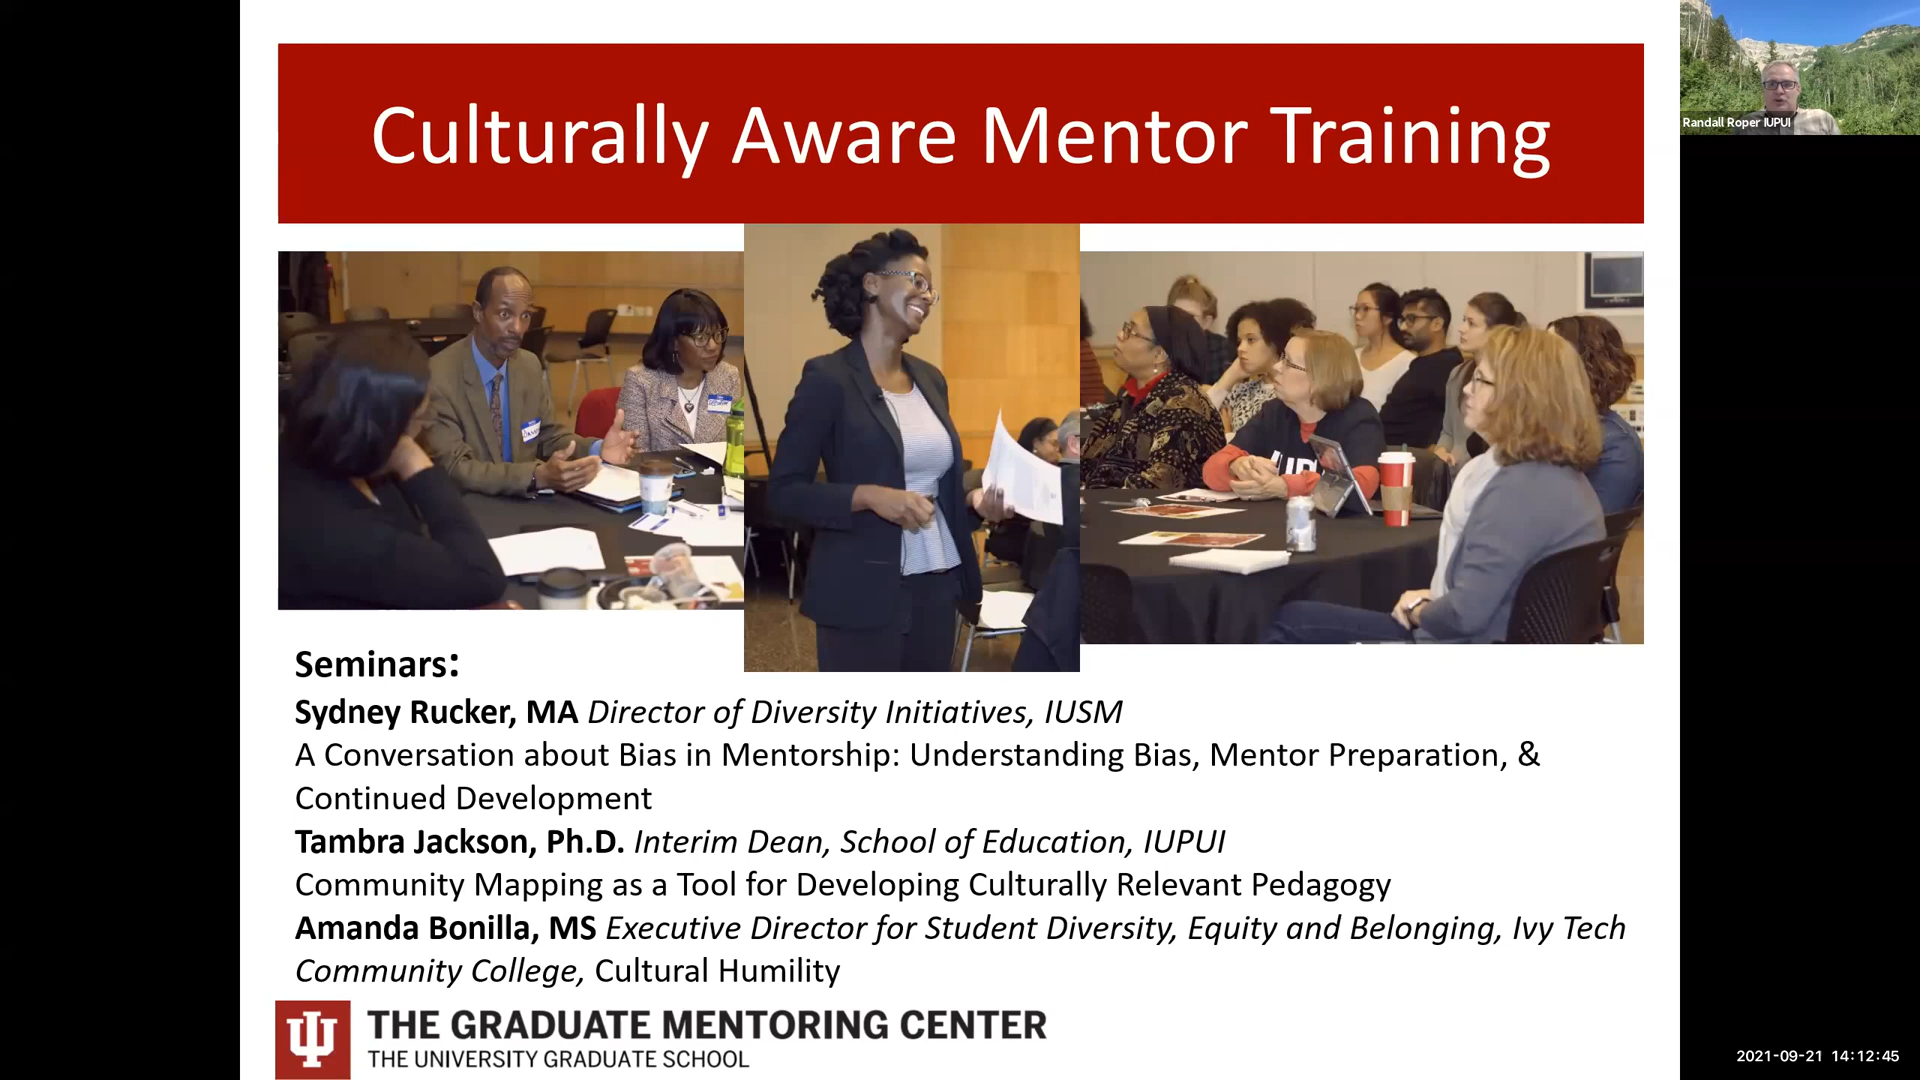 Culturally Aware Mentor Training
Randall Roper IUPUI
Seminars:
Sydney Rucker, MA Director of Diversity Initiatives, IUSM
A Conversation about Bias in Mentorship: Understanding Bias, Mentor Preparation, &
Continued Development
Tambra Jackson, Ph.D. Interim Dean, School of Education, IUPUI
Community Mapping as a Tool for Developing Culturally Relevant Pedagogy
Amanda Bonilla, MS Executive Director for Student Diversity, Equity and Belonging, Ivy Tech
Community College, Cultural Humility
THE GRADUATE MENTORING CENTER
THE UNIVERSITY GRADUATE SCHOOL
2021-09-21 14:12:45